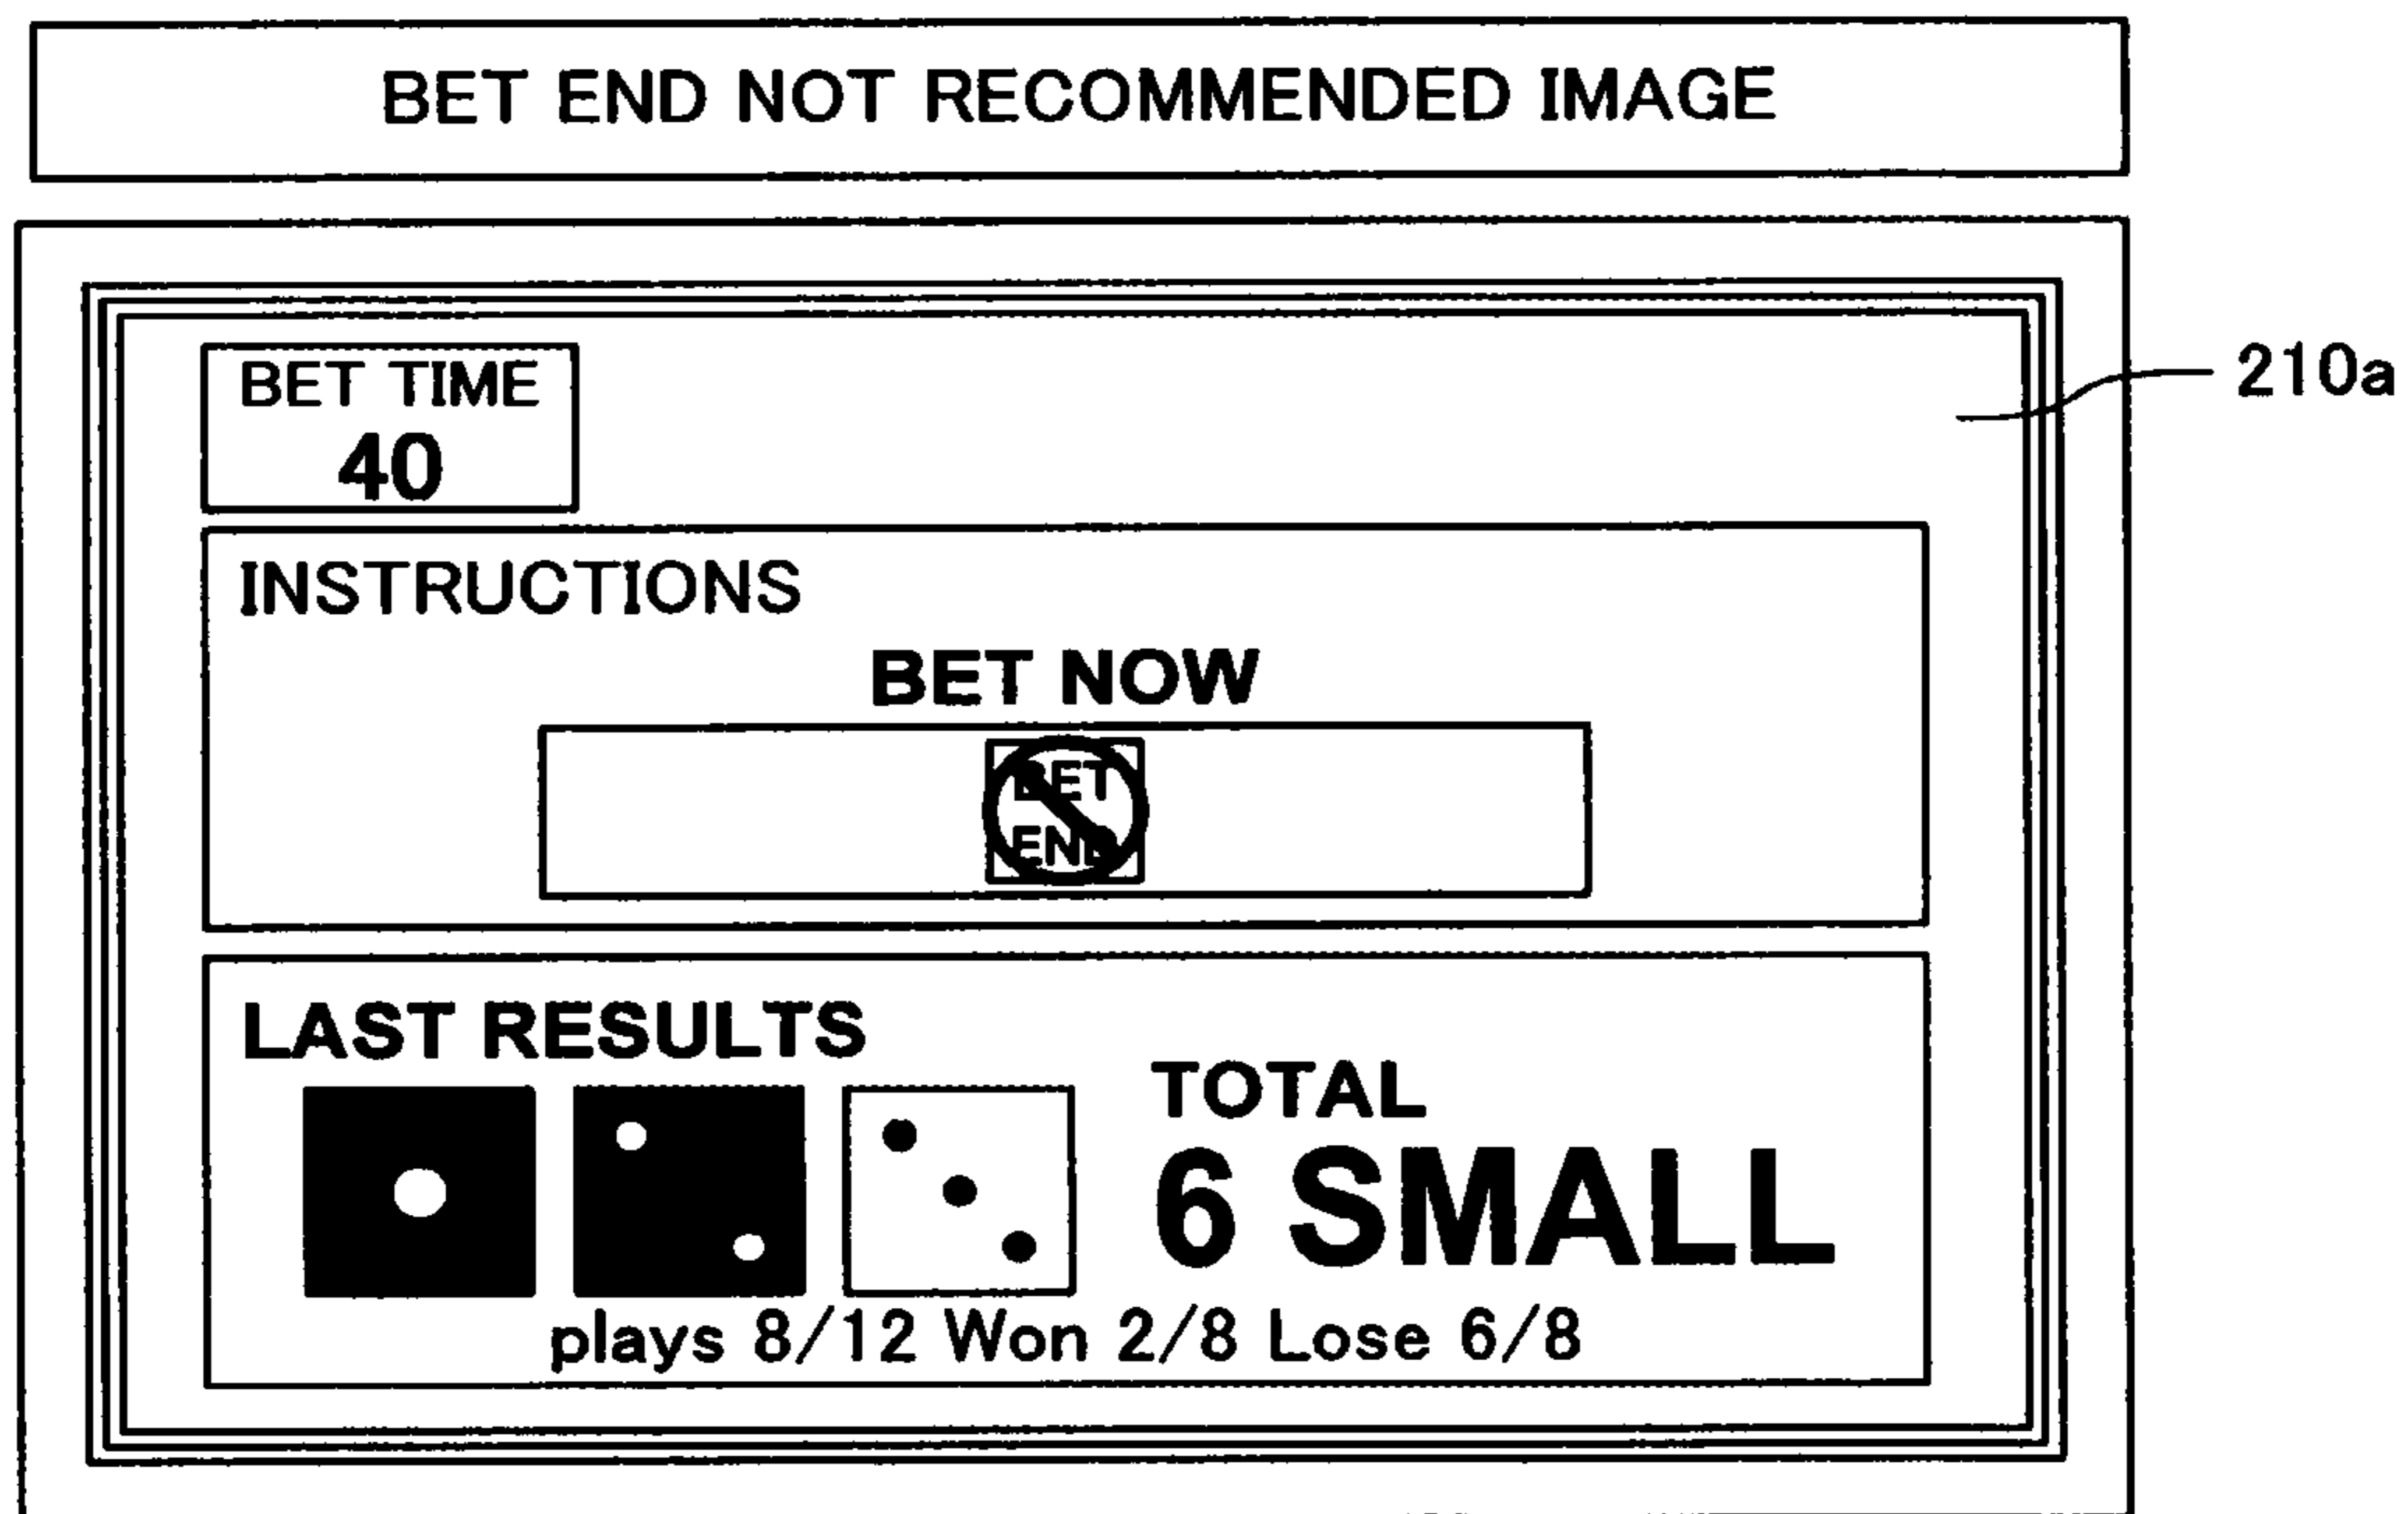 BET END NOT RECOMMENDED IMAGE
210a
BET TIME
40
INSTRUCTIONS
BET NOW
BET
END
LAST RESULTS
TOTAL
6 SMALL
plays 8/12 Won 2/8 Lose 6/8